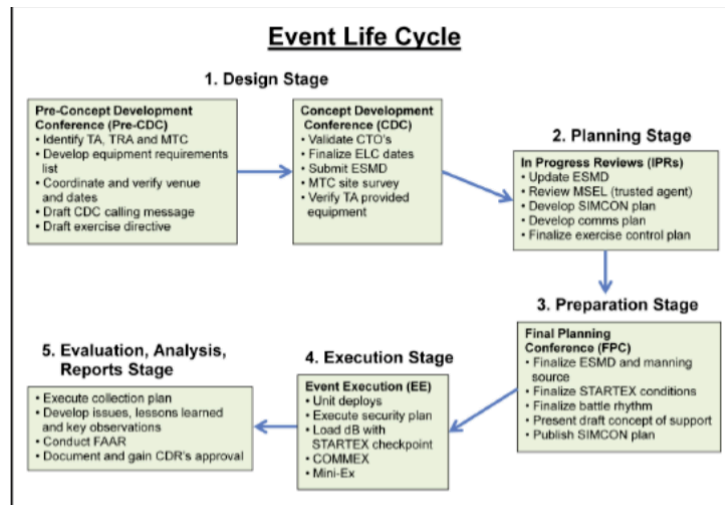 Event Life Cycle
1. Design Stage
Pre-Concept Development
Conference (Pre-CDC)
• Identify TA, TRA and MTC
• Develop equipment requirements
list
• Coordinate and verify venue
and dates
• Draft CDC calling message
• Draft exercise directive
Concept Development
Conference (CDC)
• Validate CTO's
• Finalize ELC dates
• Submit ESMD
• MTC site survey
• Verify TA provided
equipment
2. Planning Stage
In Progress Reviews (IPRs)
• Update ESMD
• Review MSEL (trusted agent)
• Develop SIMCON plan
• Develop comms plan
• Finalize exercise control plan
3. Preparation Stage
Final Planning
Conference (FPC)
• Finalize ESMD and manning
source
• Finalize STARTEX conditions
• Finalize battle rhythm
• Present draft concept of support
• Publish SIMCON plan
4. Execution Stage
Event Execution (EE)
• Unit deploys
• Execute security plan
• Load dB with
STARTEX checkpoint
• COMMEX
• Mini-Ex
5. Evaluation, Analysis,
Reports Stage
• Execute collection plan
• Develop issues, lessons learned
and key observations
• Conduct FAAR
• Document and gain CDR's approval